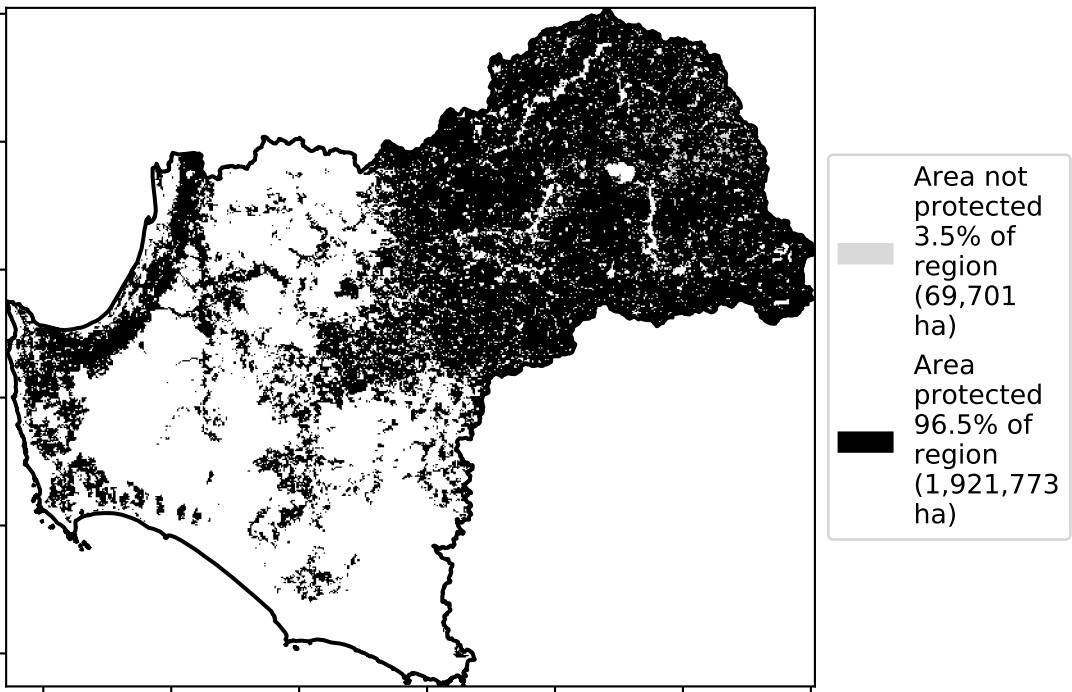 Area not
protected
3.5% of
region
(69,701
ha)
Area
protected
96.5% of
region
(1,921,773
ha)